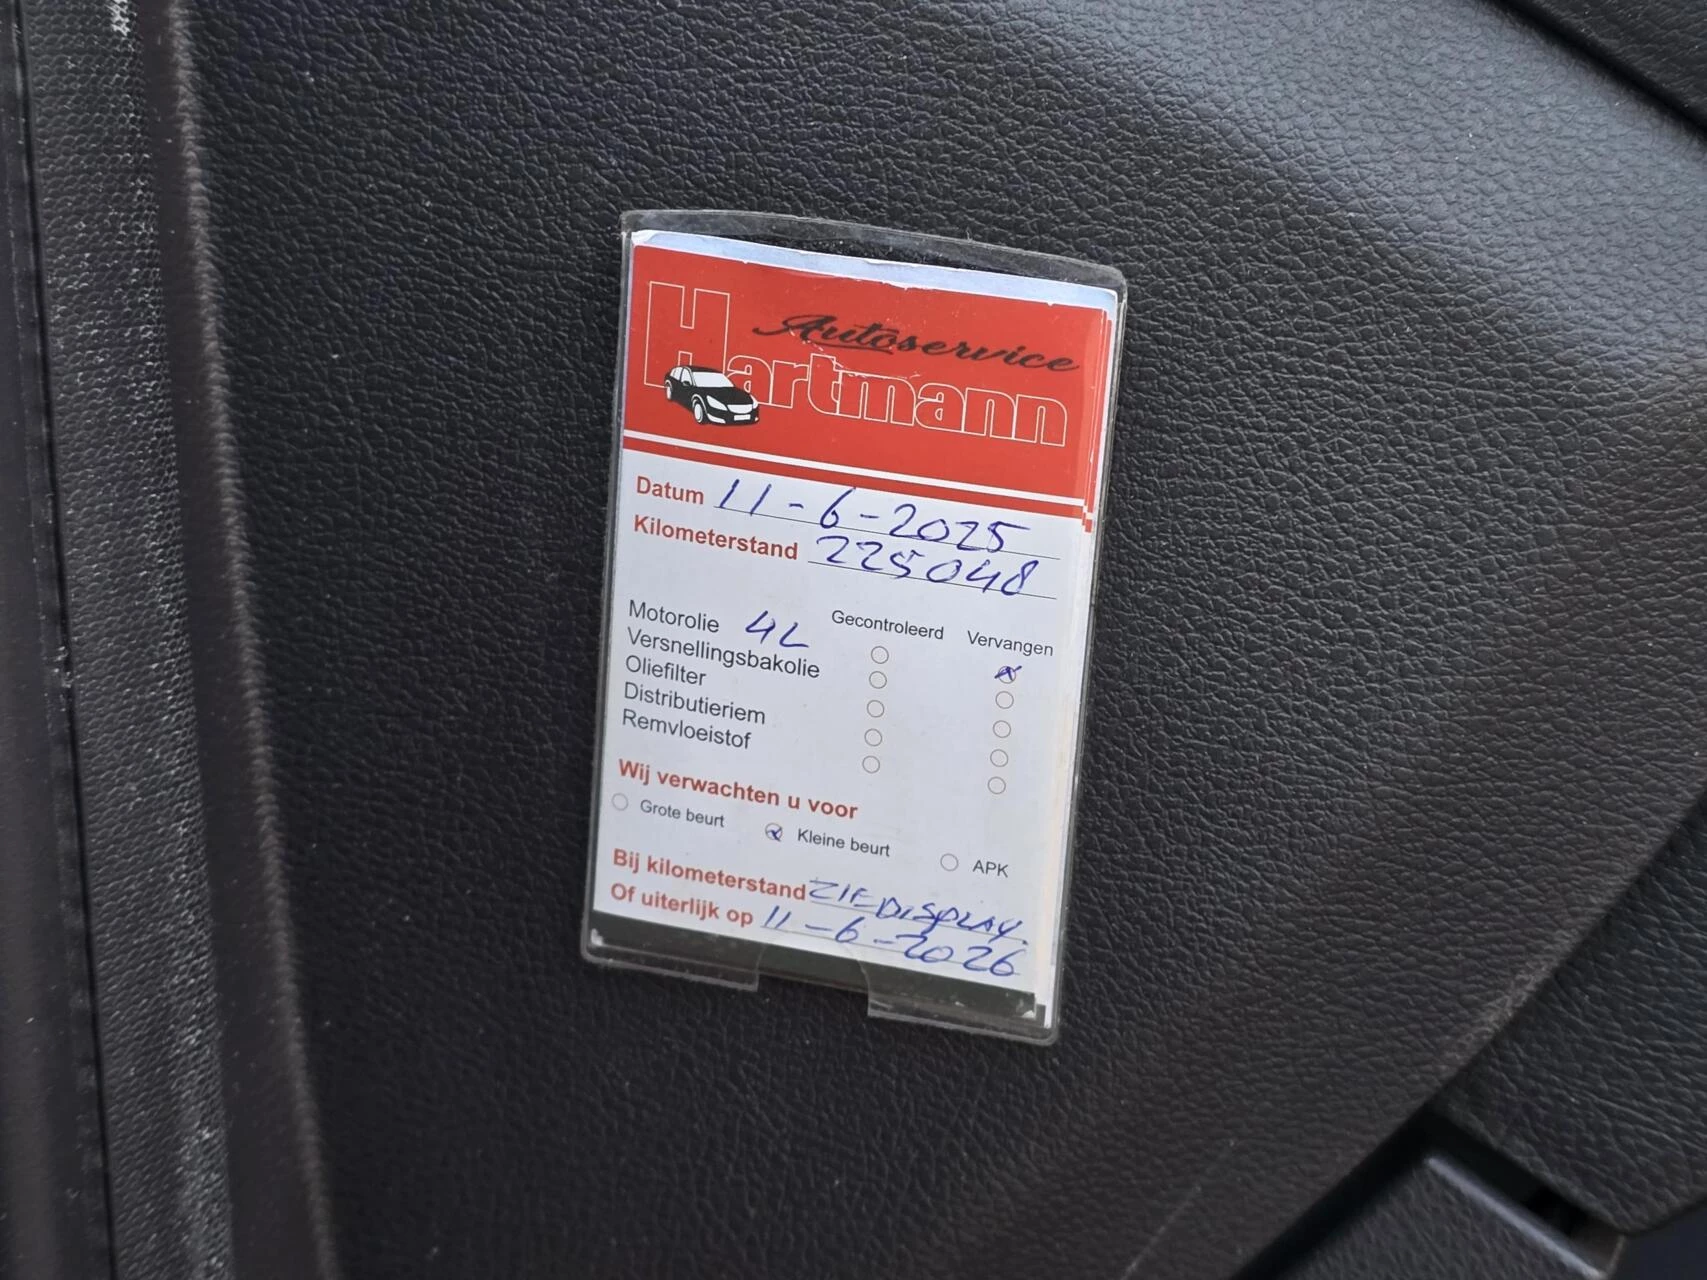 Autoservice
Hartmann
Datum 11-6-2025
Kilometerstand 225048
Gecontroleerd Vervangen
Motorolie 4L
Versnellingsbakolie
Oliefilter
Distributieriem
Remvloeistof
Wij verwachten u voor
Grote beurt Kleine beurt APK
Bij kilometerstand ZIE DISPLAY.
Of uiterlijk op 11-6-2026